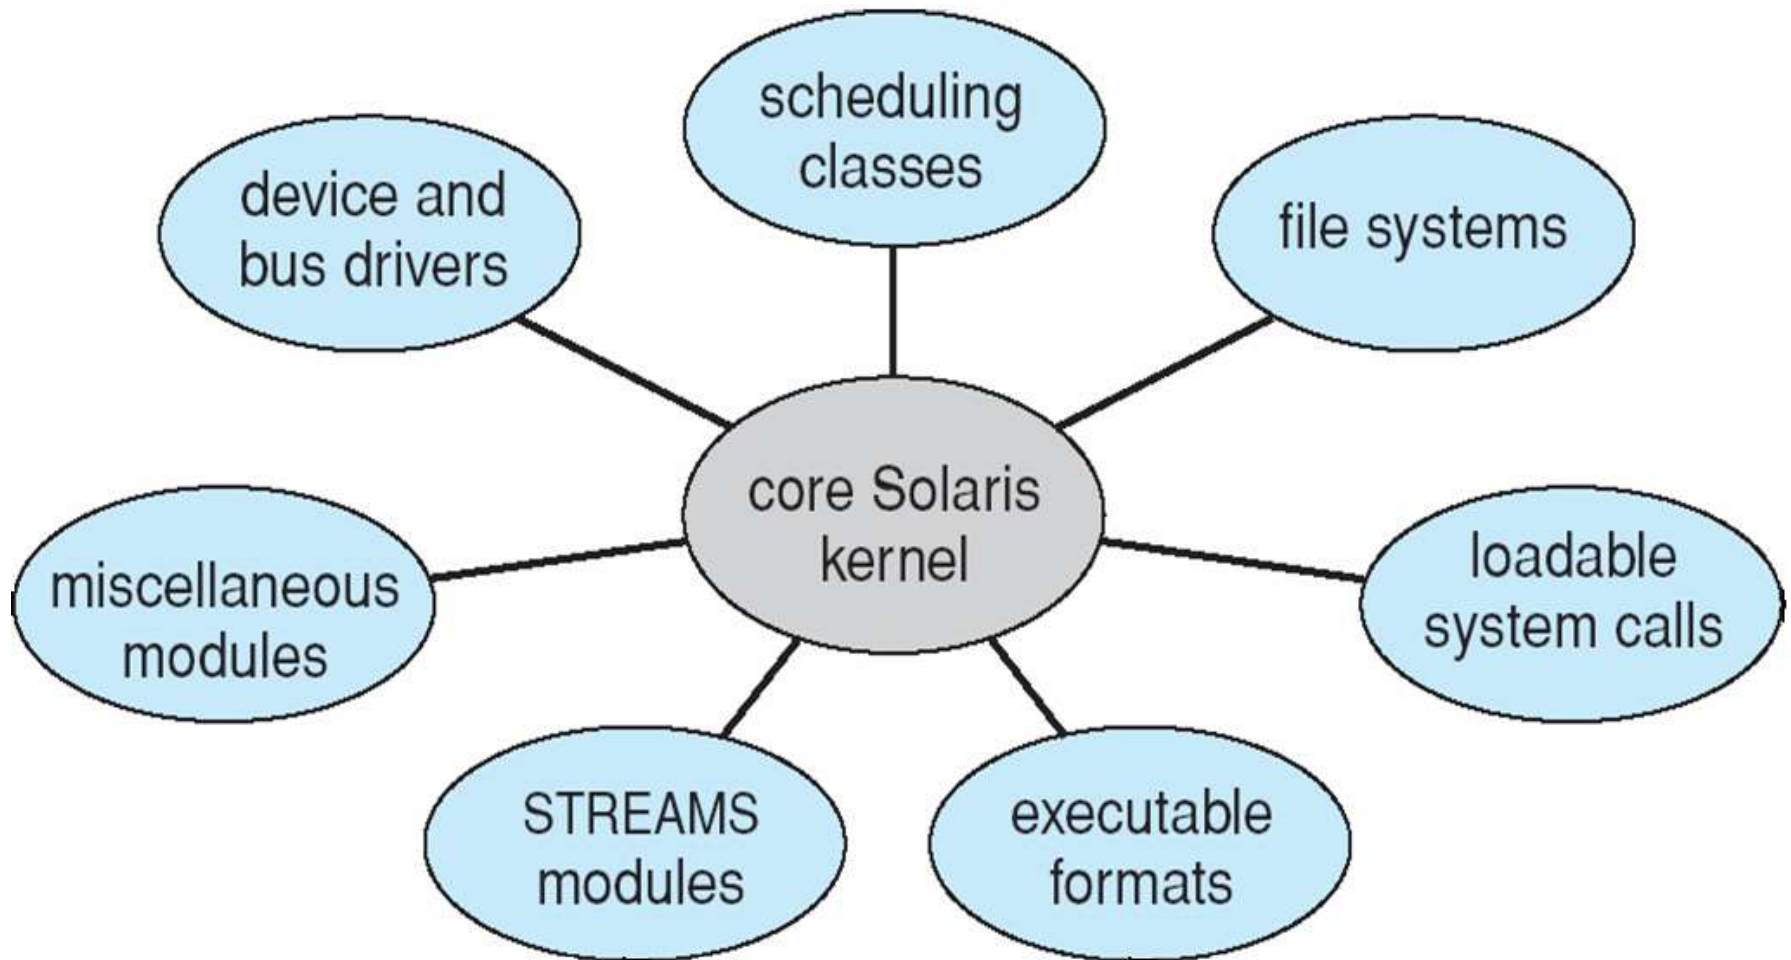 scheduling
classes
device and
bus drivers
file systems
core Solaris
kernel
loadable
system calls
miscellaneous
modules
STREAMS
modules
executable
formats